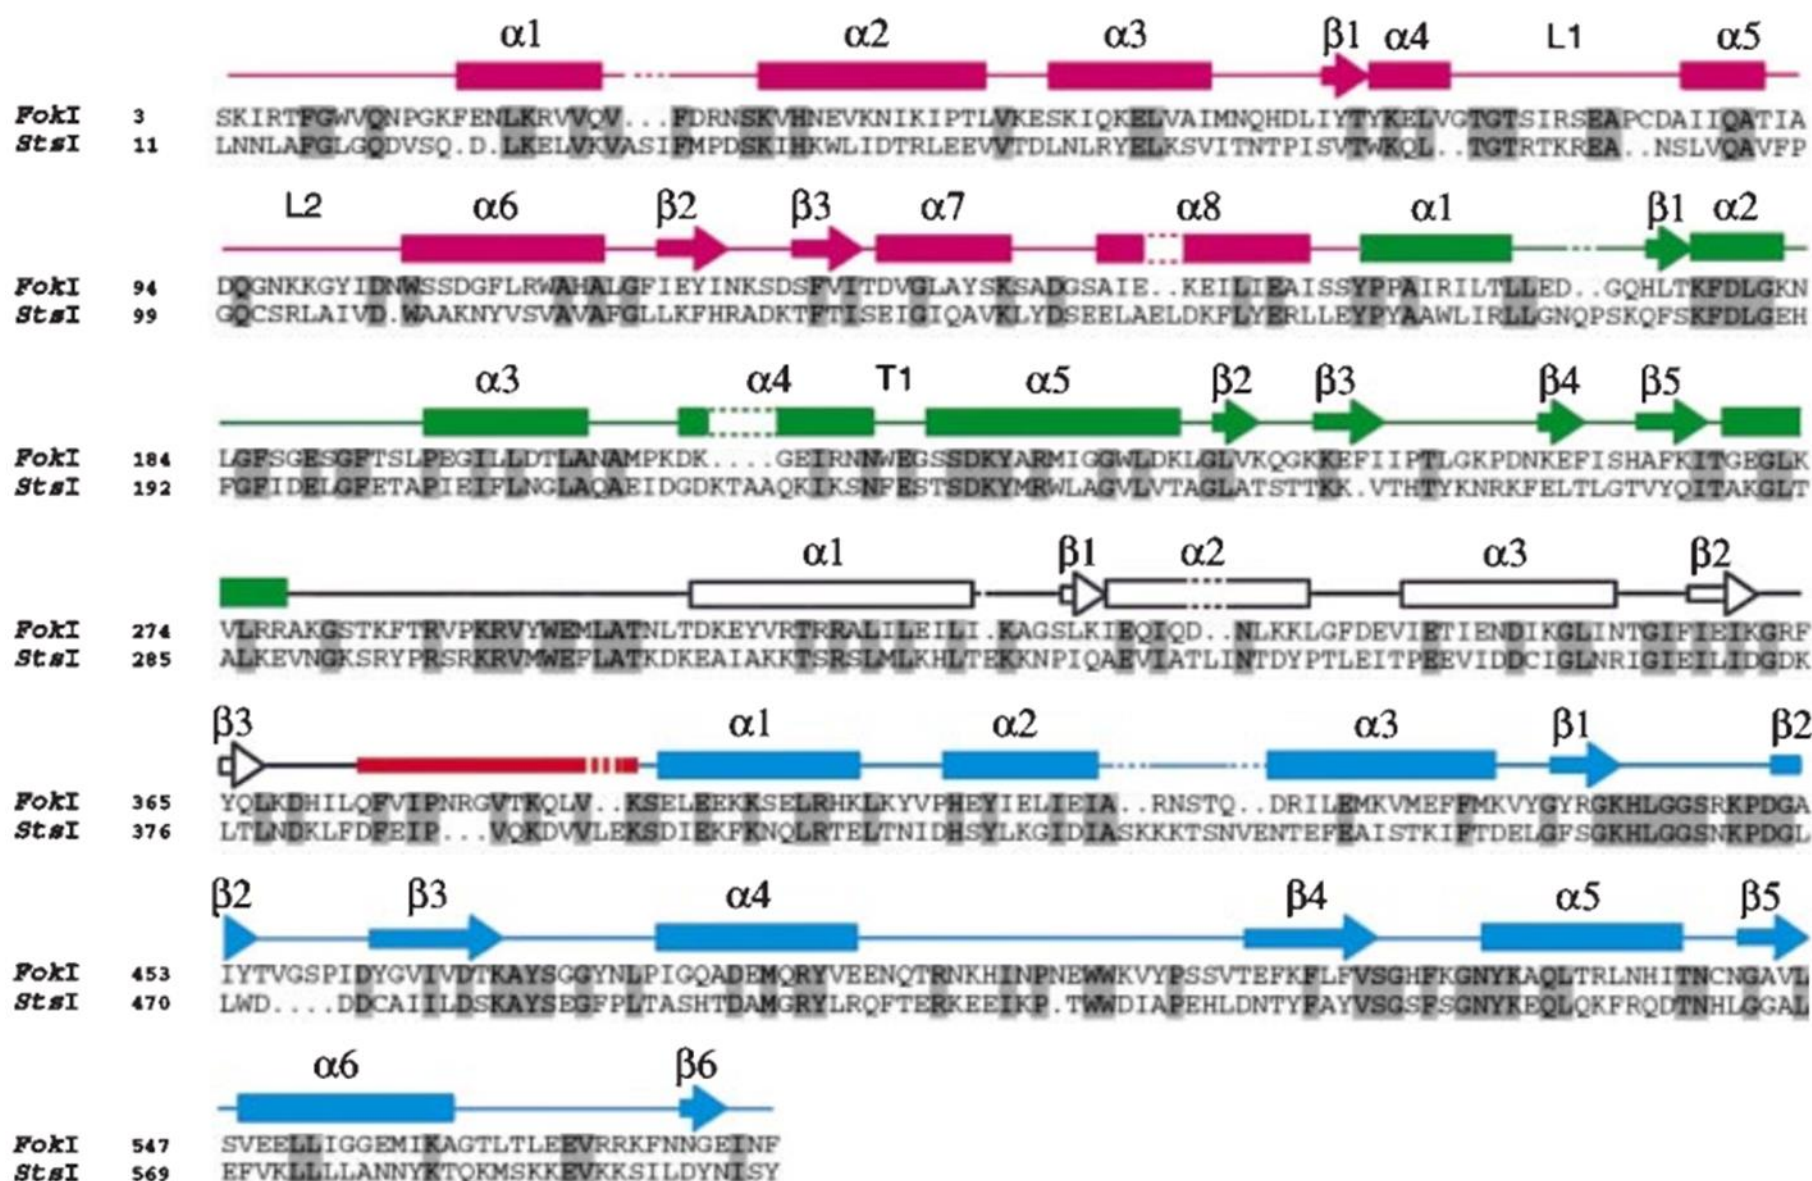 α1 α2 α3 β1 α4 L1 α5
FokI 3 SKIRTFGWVQNPGKFENLKRVVQV...FDRNSKVHNEVKNIKIPTLVKESKIQKELVAIMNQHDLIYTYKELVGTGTSIRSEAPCDAIIQATIA
StsI 11 LNNLAFGLGQDVSQ.D.LKELVKVASIFMPDSKIHKWLIDTRLEEVVTDLNLRYELKSVITNTPISVTWKQL..TGTRTKREA..NSLVQAVFP
L2 α6 β2 β3 α7 α8 α1 β1 α2
FokI 94 DQGNKKGYIDNWSSDGFLRWAHALGFIEYINKSDSFVITDVGLAYSKSADGSAIE..KEILIEAISSYPPAIRILTLLED..GQHLTKFDLGKN
StsI 99 GQCSRLAIVD.WAAKNYVSVAVAFGLLKFHRADKTFTISEIGIQAVKLYDSEELAELDKFLYERLLEYPYAAWLIRLLGNQPSKQFSKFDLGEH
α3 α4 T1 α5 β2 β3 β4 β5
FokI 184 LGFSGESGFTSLPEGILLDTLANAMPKDK....GEIRNNWEGSSDKYARMIGGWLDKLGLVKQGKKEFIIPTLGKPDNKEFISHAFKITGEGLK
StsI 192 FGFIDELGFETAPIEIFLNGLAQAEIDGDKTAAQKIKSNFESTSDKYMRWLAGVLVTAGLATSTTKK.VTHTYKNRKFELTLGTVYQITAKGLT
α1 β1 α2 α3 β2
FokI 274 VLRRAKGSTKFTRVPKRVYWEMLATNLTDKEYVRTRRALILEILI.KAGSLKIEQIQD..NLKKLGFDEVIETIENDIKGLINTGIFIEIKGRF
StsI 285 ALKEVNGKSRYPRSRKRVMWEFLATKDKEAIAKKTSRSLMLKHLTEKKNPIQAEVIATLINTDYPTLEITPEEVIDDCIGLNRIGIEILIDGDK
β3 α1 α2 α3 β1 β2
FokI 365 YQLKDHILQFVIPNRGVTKQLV..KSELEEKKSELRHKLKYVPHEYIELIEIA..RNSTQ..DRILEMKVMEFFMKVYGYRGKHLGGSRKPDGA
StsI 376 LTLNDKLFDFEIP...VQKDVVLEKSDIEKFKNQLRTELTNIDHSYLKGIDIASKKKTSNVENTEFEAISTKIFTDELGFSGKHLGGSNKPDGL
β2 β3 α4 β4 α5 β5
FokI 453 IYTVGSPIDYGVIVDTKAYSGGYNLPIGQADEMQRYVEENQTRNKHINPNEWWKVYPSSVTEFKFLFVSGHFKGNYKAQLTRLNHITNCNGAVL
StsI 470 LWD....DDCAIILDSKAYSEGFPLTASHTDAMGRYLRQFTERKEEIKP.TWWDIAPEHLDNTYFAYVSGSFSGNYKEQLQKFRQDTNHLGGAL
α6 β6
FokI 547 SVEELLIGGEMIKAGTLTLEEVRRKFNNGEINF
StsI 569 EFVKLLLLANNYKTQKMSKKEVKKSILDYNISY